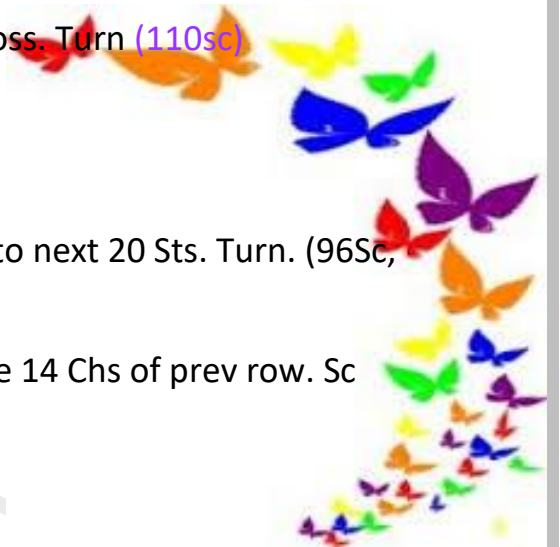 oss. Turn (110sc)
to next 20 Sts. Turn. (96Sc,
e 14 Chs of prev row. Sc